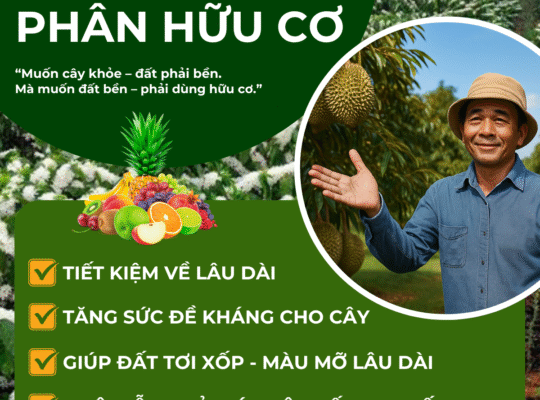 PHÂN HỮU CƠ
“Muốn cây khỏe – đất phải bền.
Mà muốn đất bền – phải dùng hữu cơ.”
TIẾT KIỆM VỀ LÂU DÀI
TĂNG SỨC ĐỀ KHÁNG CHO CÂY
GIÚP ĐẤT TƠI XỐP - MÀU MỠ LÂU DÀI